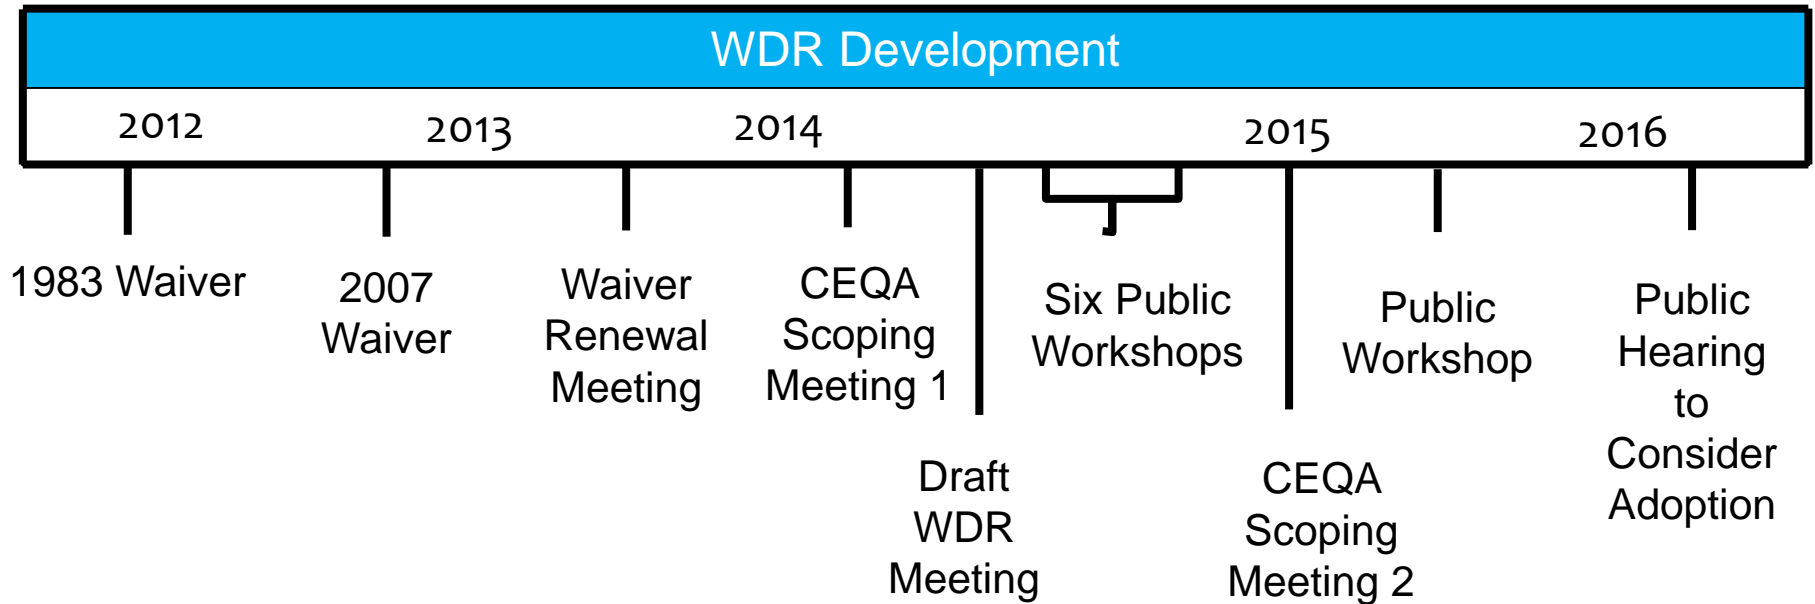 WDR Development
2012 2013 2014 2015 2016
1983 Waiver
2007
Waiver
Waiver
Renewal
Meeting
CEQA
Scoping
Meeting 1
Draft
WDR
Meeting
Six Public
Workshops
CEQA
Scoping
Meeting 2
Public
Workshop
Public
Hearing
to
Consider
Adoption